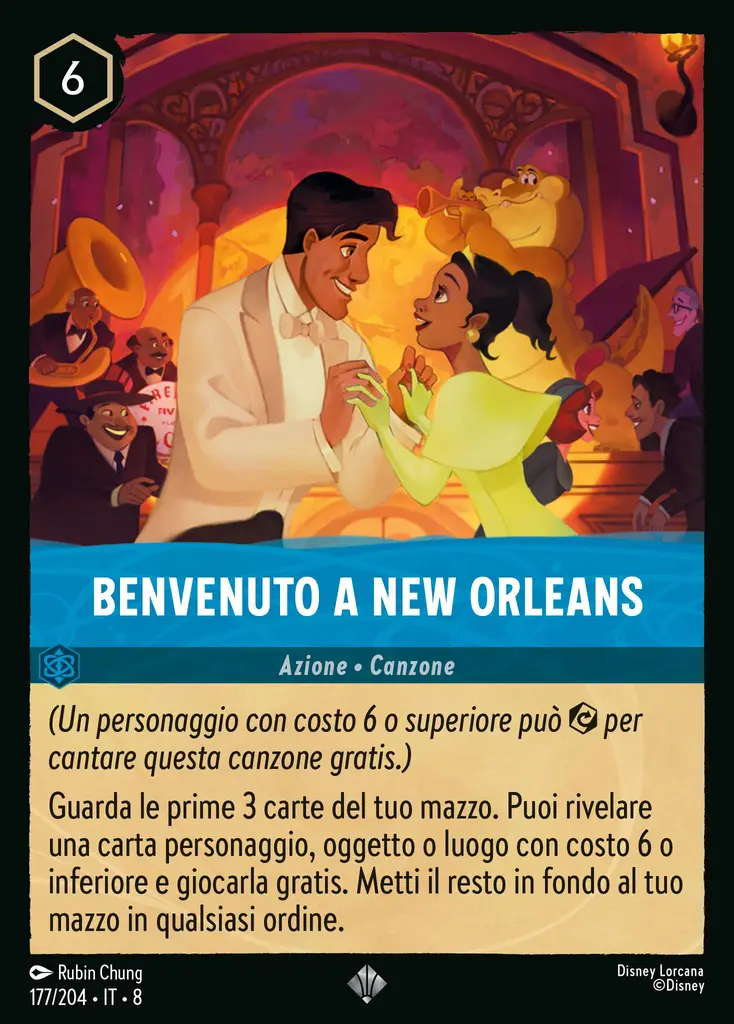 6
FIRE
FIVE
BENVENUTO A NEW ORLEANS
Azione • Canzone
(Un personaggio con costo 6 o superiore può per
cantare questa canzone gratis.)
Guarda le prime 3 carte del tuo mazzo. Puoi rivelare
una carta personaggio, oggetto o luogo con costo 6 o
inferiore e giocarla gratis. Metti il resto in fondo al tuo
mazzo in qualsiasi ordine.
Rubin Chung
177/204 • IT • 8
Disney Lorcana
©Disney